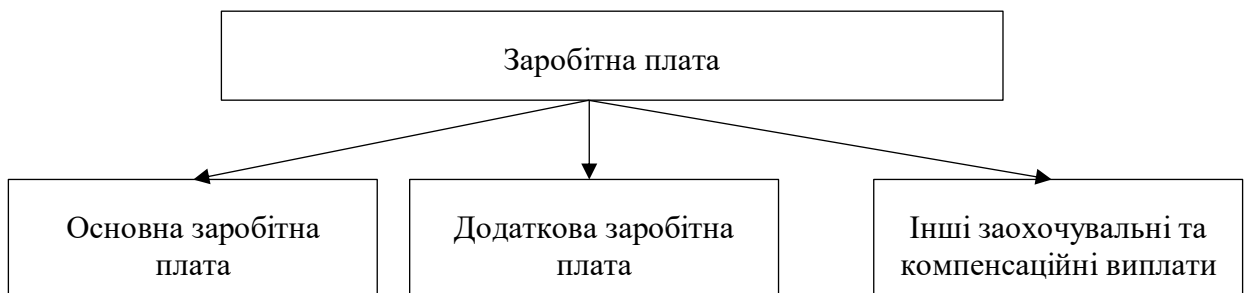 Заробітна плата
Основна заробітна
плата
Додаткова заробітна
плата
Інші заохочувальні та
компенсаційні виплати